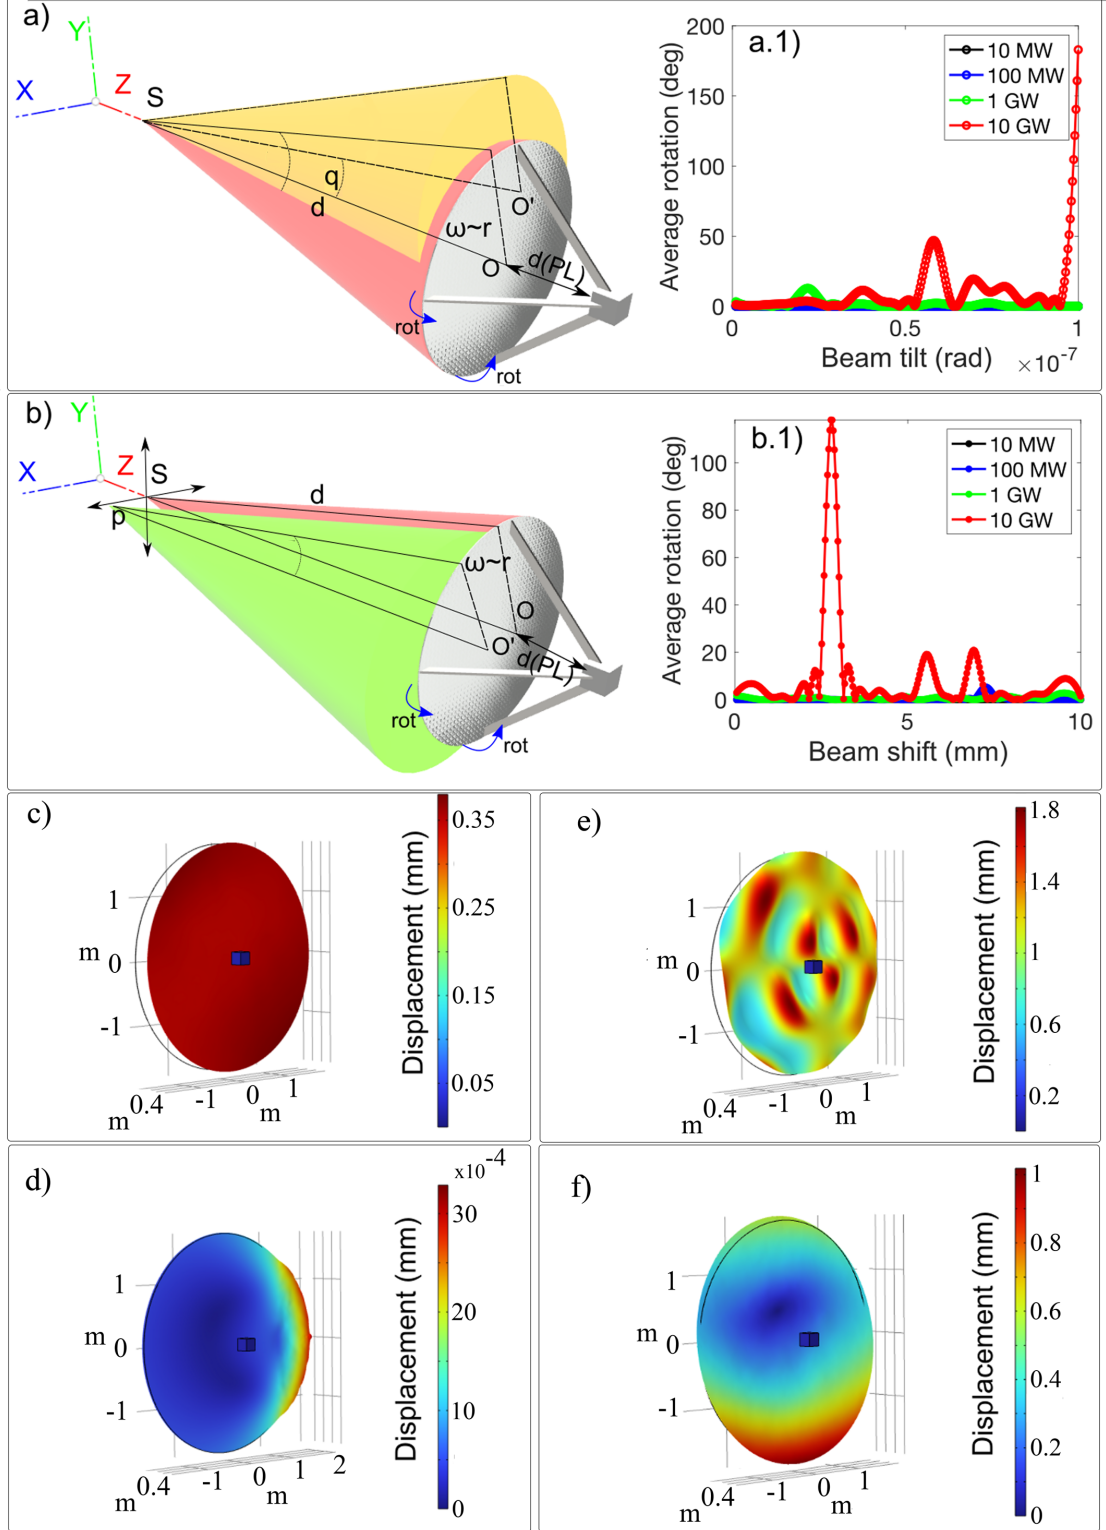 a)
Y
X
Z
S
q
d
O'
ω~r
O
d(PL)
rot
rot
a.1)
10 MW
100 MW
1 GW
10 GW
Average rotation (deg)
200
150
100
50
0
0
0.5
1
Beam tilt (rad)
×10⁻⁷
b)
Y
X
Z
S
d
p
ω~r
O
O'
d(PL)
rot
rot
b.1)
10 MW
100 MW
1 GW
10 GW
Average rotation (deg)
100
80
60
40
20
0
0
5
10
Beam shift (mm)
c)
Displacement (mm)
0.35
0.25
0.15
0.05
1
m
0
-1
m
0.4
-1
0
m
1
e)
Displacement (mm)
1.8
1.4
1
0.6
0.2
1
m
0
-1
m
0.4
-1
0
m
1
d)
x10⁻⁴
Displacement (mm)
30
20
10
0
1
m
0
-1
m
0.4
-1
0
m
1
2
f)
Displacement (mm)
1
0.8
0.6
0.4
0.2
0
1
m
0
-1
m
0.4
-1
0
m
1